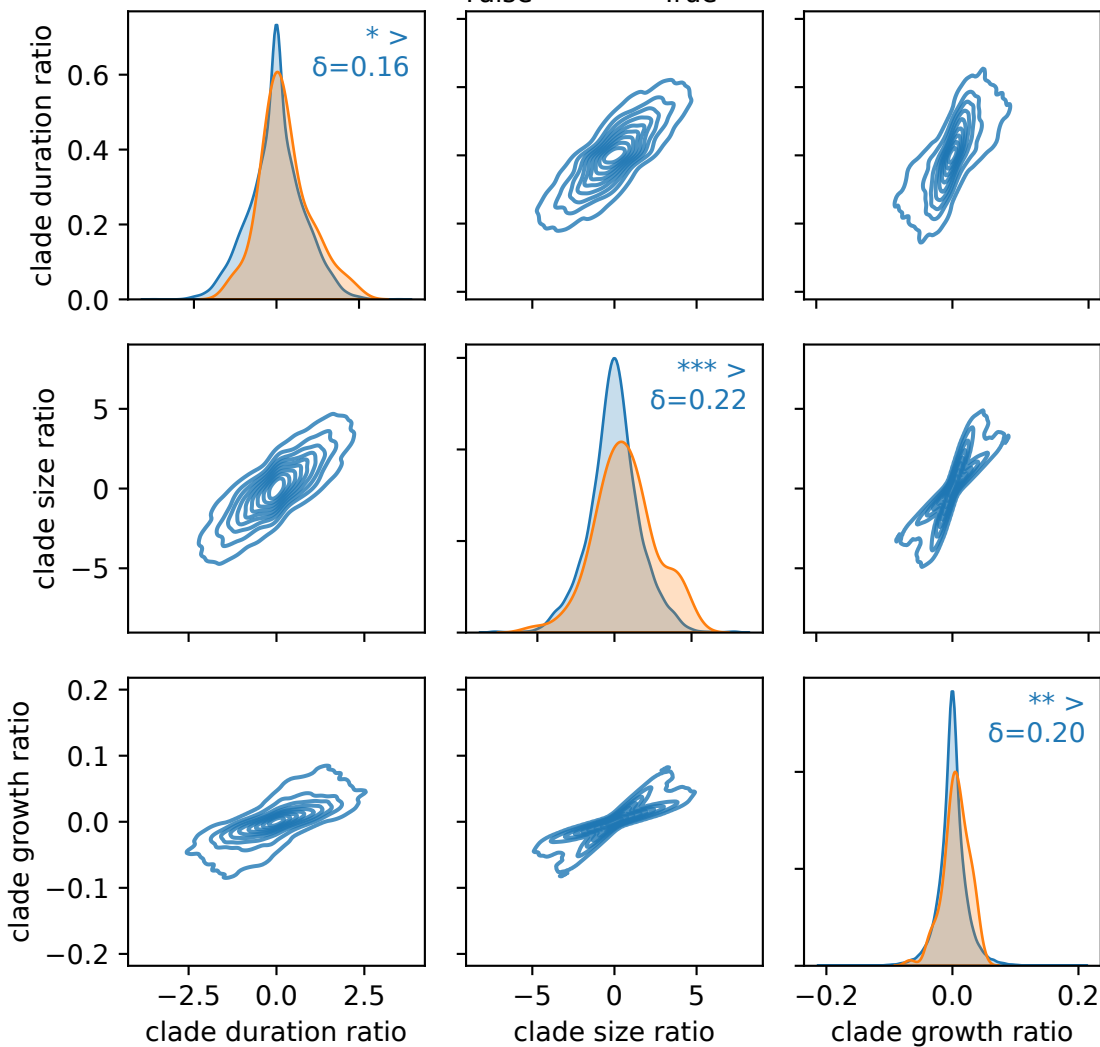 clade duration ratio
0.6
0.4
0.2
0.0
* >
δ=0.16
clade size ratio
5
0
−5
*** >
δ=0.22
clade growth ratio
0.2
0.1
0.0
−0.1
−0.2
** >
δ=0.20
−2.5 0.0 2.5
−5 0 5
−0.2 0.0 0.2
clade duration ratio
clade size ratio
clade growth ratio